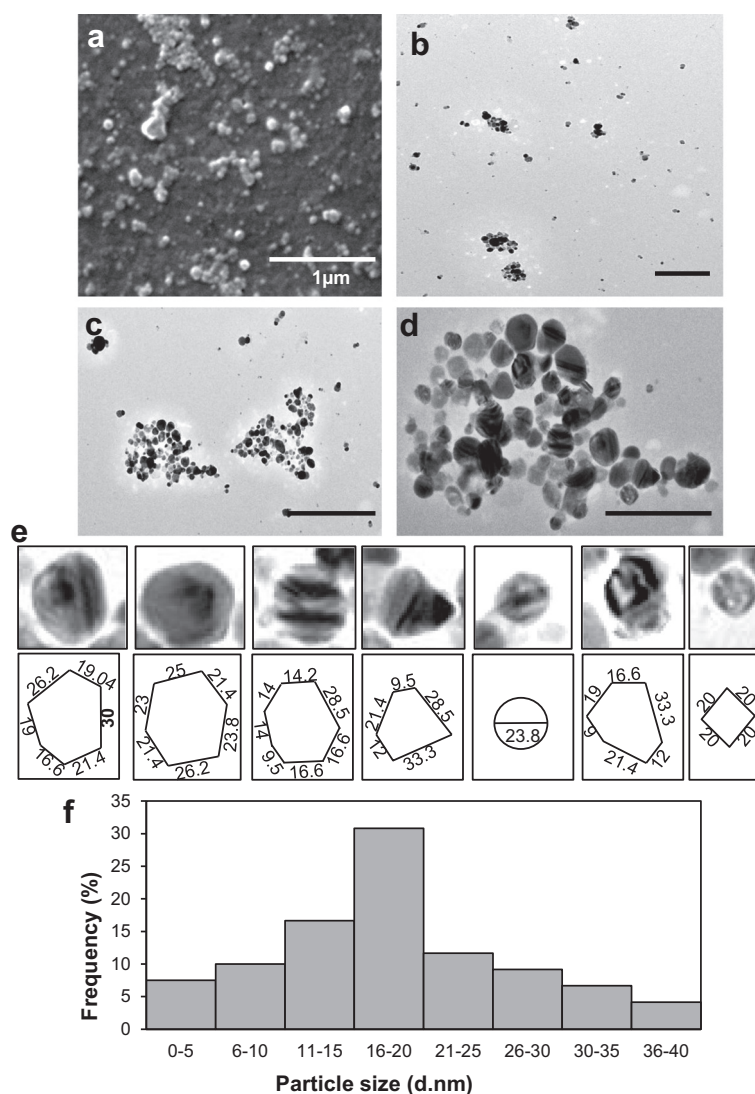 a
b
1µm
c
d
e
26.2 19.04
19 30
16.6 21.4
25 21.4
23 23.8
21.4 26.2
14 14.2 28.5
14 16.6
9.5 16.6
21.4 9.5 28.5
12 33.3
23.8
19 16.6 33.3
9 21.4 12
20 20
20 20
f
35
30
25
20
15
10
5
0
Frequency (%)
0-5 6-10 11-15 16-20 21-25 26-30 30-35 36-40
Particle size (d.nm)